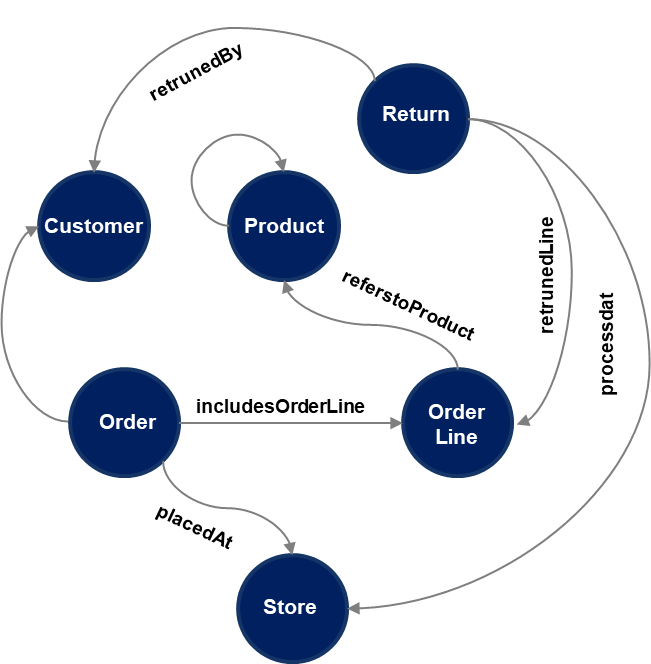 retrunedBy
Return
Customer
Product
retrunedLine
referstoProduct
processdat
includesOrderLine
Order
Order
Line
placedAt
Store